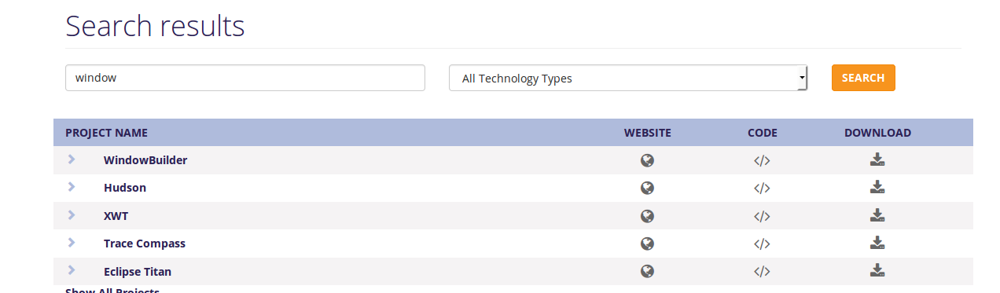 Search results
window All Technology Types SEARCH
PROJECT NAME WEBSITE CODE DOWNLOAD
WindowBuilder
Hudson
XWT
Trace Compass
Eclipse Titan
Show All Projects